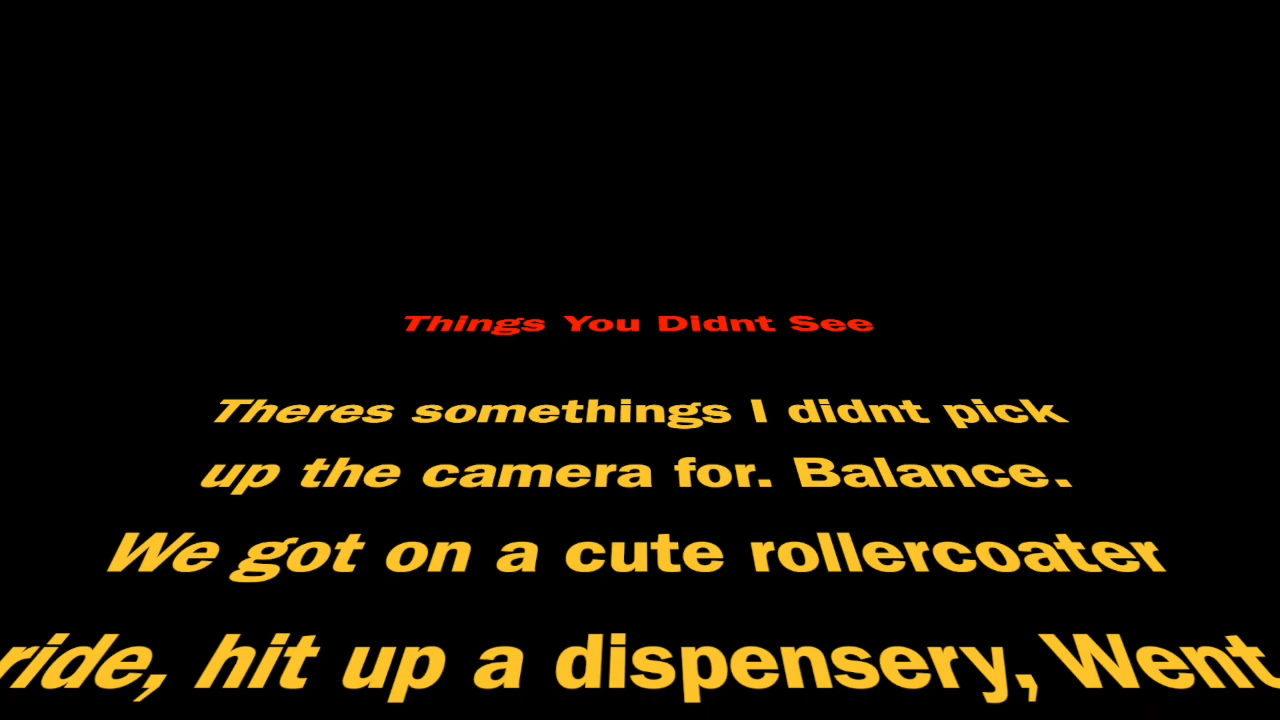 Things You Didnt See
Theres somethings I didnt pick
up the camera for. Balance.
We got on a cute rollercoater
ride, hit up a dispensery, Went